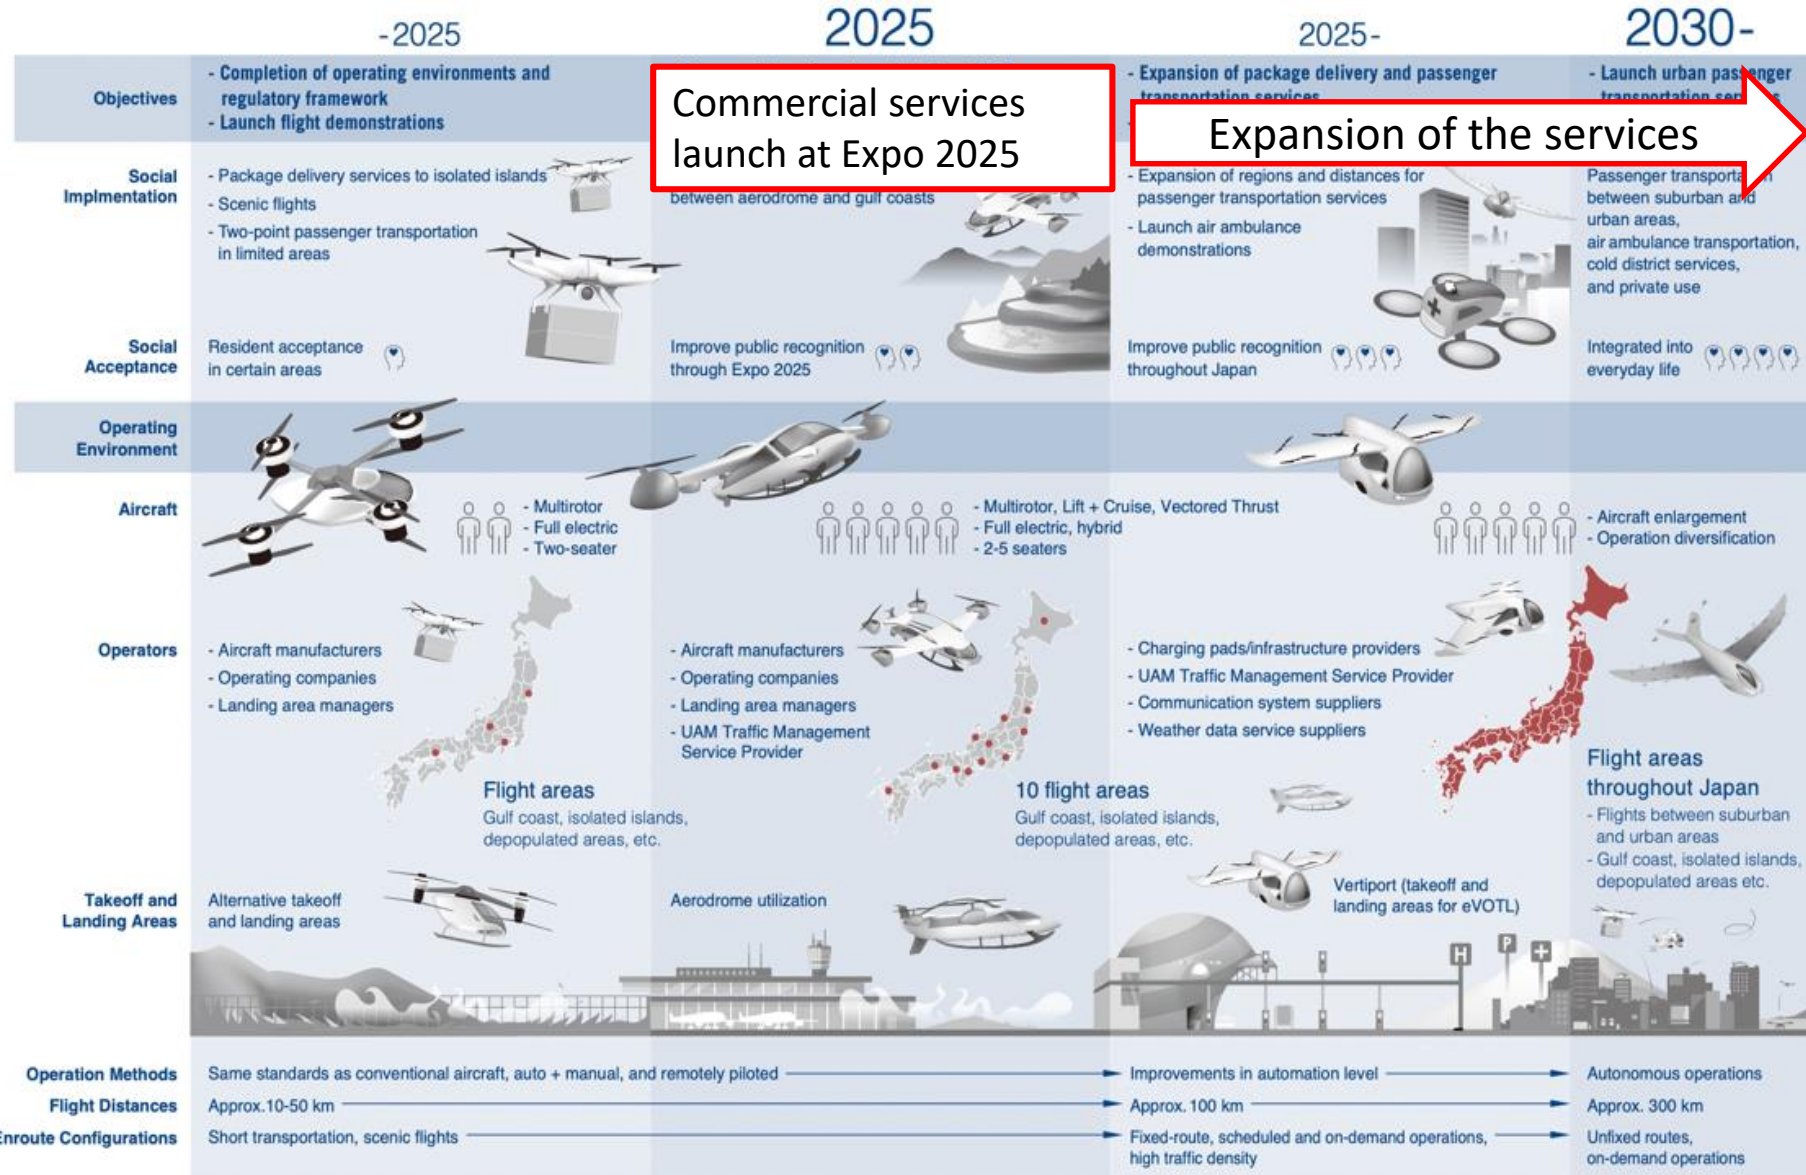 -2025
2025
2025-
2030-
Objectives
- Completion of operating environments and
regulatory framework
- Launch flight demonstrations
Commercial services
launch at Expo 2025
- Expansion of package delivery and passenger
transportation services
- Launch urban passenger
transportation services
Expansion of the services
Social
Implmentation
- Package delivery services to isolated islands
- Scenic flights
- Two-point passenger transportation
in limited areas
between aerodrome and gulf coasts
- Expansion of regions and distances for
passenger transportation services
- Launch air ambulance
demonstrations
Passenger transportation
between suburban and
urban areas,
air ambulance transportation,
cold district services,
and private use
Social
Acceptance
Resident acceptance
in certain areas
Improve public recognition
through Expo 2025
Improve public recognition
throughout Japan
Integrated into
everyday life
Operating
Environment
Aircraft
- Multirotor
- Full electric
- Two-seater
- Multirotor, Lift + Cruise, Vectored Thrust
- Full electric, hybrid
- 2-5 seaters
- Aircraft enlargement
- Operation diversification
Operators
- Aircraft manufacturers
- Operating companies
- Landing area managers
- Aircraft manufacturers
- Operating companies
- Landing area managers
- UAM Traffic Management
Service Provider
- Charging pads/infrastructure providers
- UAM Traffic Management Service Provider
- Communication system suppliers
- Weather data service suppliers
Flight areas
Gulf coast, isolated islands,
depopulated areas, etc.
10 flight areas
Gulf coast, isolated islands,
depopulated areas, etc.
Flight areas
throughout Japan
- Flights between suburban
and urban areas
- Gulf coast, isolated islands,
depopulated areas etc.
Takeoff and
Landing Areas
Alternative takeoff
and landing areas
Aerodrome utilization
Vertiport (takeoff and
landing areas for eVOTL)
H
P
Operation Methods
Same standards as conventional aircraft, auto + manual, and remotely piloted
Improvements in automation level
Autonomous operations
Flight Distances
Approx.10-50 km
Approx. 100 km
Approx. 300 km
Enroute Configurations
Short transportation, scenic flights
Fixed-route, scheduled and on-demand operations,
high traffic density
Unfixed routes,
on-demand operations